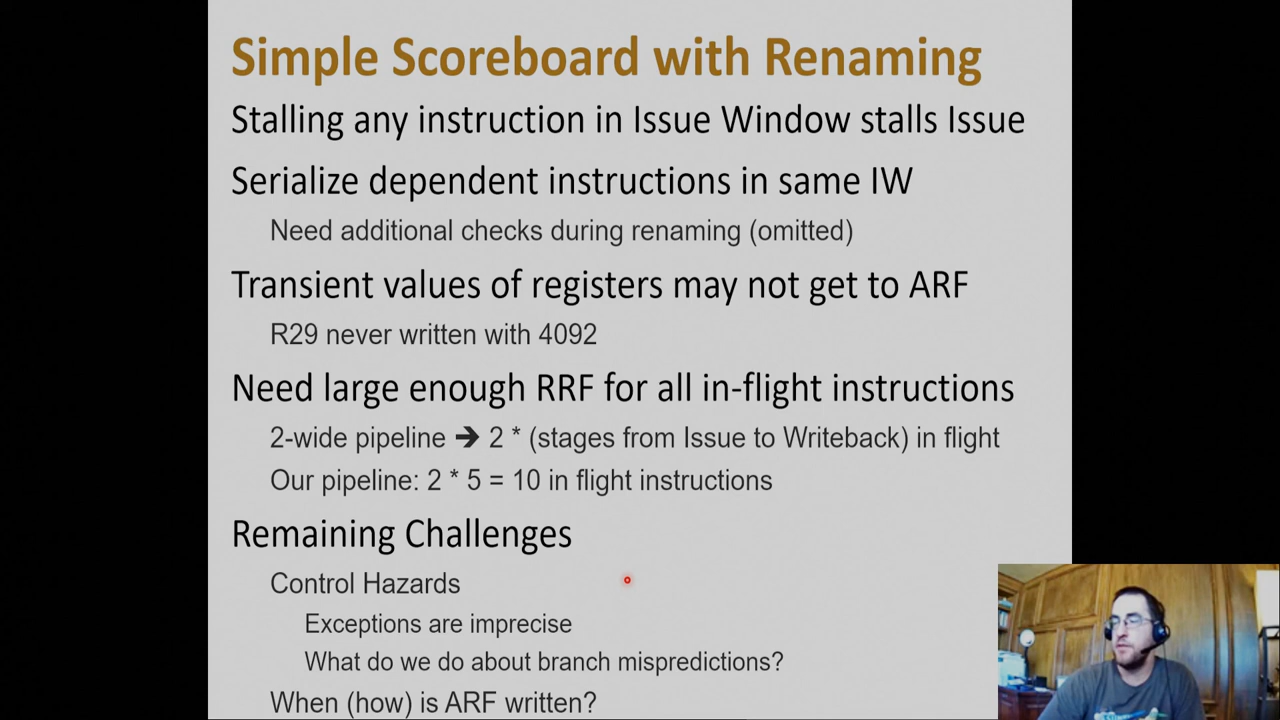 Simple Scoreboard with Renaming
Stalling any instruction in Issue Window stalls Issue
Serialize dependent instructions in same IW
Need additional checks during renaming (omitted)
Transient values of registers may not get to ARF
R29 never written with 4092
Need large enough RRF for all in-flight instructions
2-wide pipeline ➔ 2 * (stages from Issue to Writeback) in flight
Our pipeline: 2 * 5 = 10 in flight instructions
Remaining Challenges
Control Hazards
Exceptions are imprecise
What do we do about branch mispredictions?
When (how) is ARF written?